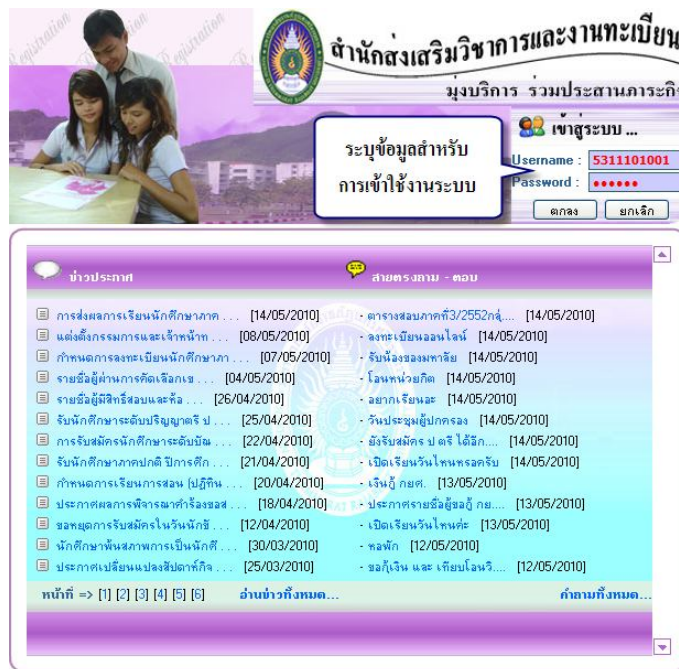 สำนักส่งเสริมวิชาการและงานทะเบียน
มุ่งบริการ ร่วมประสานภาระกิจ
เข้าสู่ระบบ ...
ระบุข้อมูลสำหรับ
การเข้าใช้งานระบบ
Username : 5311101001
Password : ••••••
ตกลง ยกเลิก
ข่าวประกาศ
การส่งผลการเรียนนักศึกษาภาค . . . [14/05/2010]
แต่งตั้งกรรมการและเจ้าหน้าท . . . [08/05/2010]
กำหนดการลงทะเบียนนักศึกษาภา . . . [07/05/2010]
รายชื่อผู้ผ่านการคัดเลือกเข . . . [04/05/2010]
รายชื่อผู้มีสิทธิ์สอบและห้อ . . . [26/04/2010]
รับนักศึกษาระดับปริญญาตรี ป . . . [25/04/2010]
การรับสมัครนักศึกษาระดับบัณ . . . [22/04/2010]
รับนักศึกษาภาคปกติ ปีการศึก . . . [21/04/2010]
กำหนดการเรียนการสอน (ปฏิทิน . . . [20/04/2010]
ประกาศผลการพิจารณาคำร้องขอส . . . [18/04/2010]
ขอหยุดการรับสมัครในวันนักขั . . . [12/04/2010]
นักศึกษาพ้นสภาพการเป็นนักศึ . . . [30/03/2010]
ประกาศเปลี่ยนแปลงสัปดาห์กิจ . . . [25/03/2010]
หน้าที่ => [1] [2] [3] [4] [5] [6] อ่านข่าวทั้งหมด...
สายตรงถาม - ตอบ
- ตารางสอบภาคที่3/2552กลุ่.... [14/05/2010]
- ลงทะเบียนออนไลน์ [14/05/2010]
- รับน้องของมหาลัย [14/05/2010]
- โอนหน่วยกิต [14/05/2010]
- อยากเรียนอะ [14/05/2010]
- วันประชุมผู้ปกครอง [14/05/2010]
- ยังรับสมัคร ป ตรี ได้อีก.... [14/05/2010]
- เปิดเรียนวันไหนหรอครับ [14/05/2010]
- เงินกู้ กยศ. [13/05/2010]
- ประกาศรายชื่อผู้ขอกู้ กย.... [13/05/2010]
- เปิดเรียนวันไหนค่ะ [13/05/2010]
- หอพัก [12/05/2010]
- ขอกู้เงิน และ เทียบโอนวิ.... [12/05/2010]
คำถามทั้งหมด...